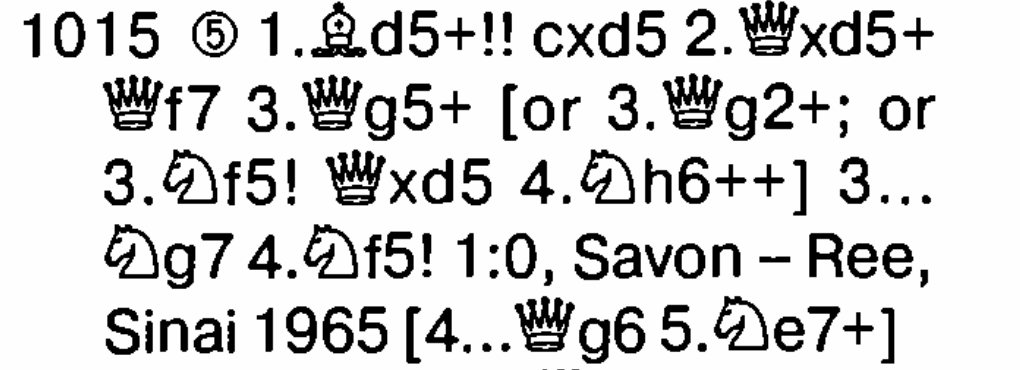 1015 ⑤ 1.♗d5+!! cxd5 2.♕xd5+
♕f7 3.♕g5+ [or 3.♕g2+; or
3.♘f5! ♕xd5 4.♘h6++] 3...
♘g7 4.♘f5! 1:0, Savon – Ree,
Sinai 1965 [4...♕g6 5.♘e7+]